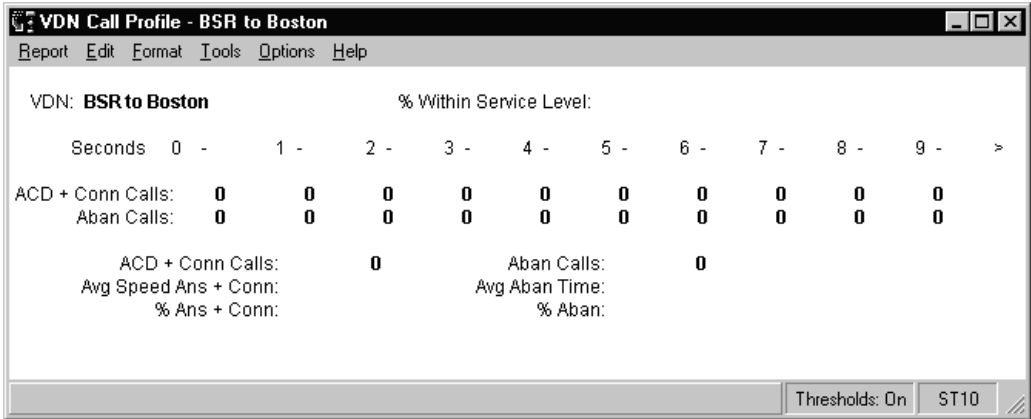 VDN Call Profile - BSR to Boston
Report Edit Format Tools Options Help
VDN: BSR to Boston % Within Service Level:
Seconds 0 - 1 - 2 - 3 - 4 - 5 - 6 - 7 - 8 - 9 - >
ACD + Conn Calls: 0 0 0 0 0 0 0 0 0 0
Aban Calls: 0 0 0 0 0 0 0 0 0 0
ACD + Conn Calls: 0 Aban Calls: 0
Avg Speed Ans + Conn: Avg Aban Time:
% Ans + Conn: % Aban:
Thresholds: On ST10